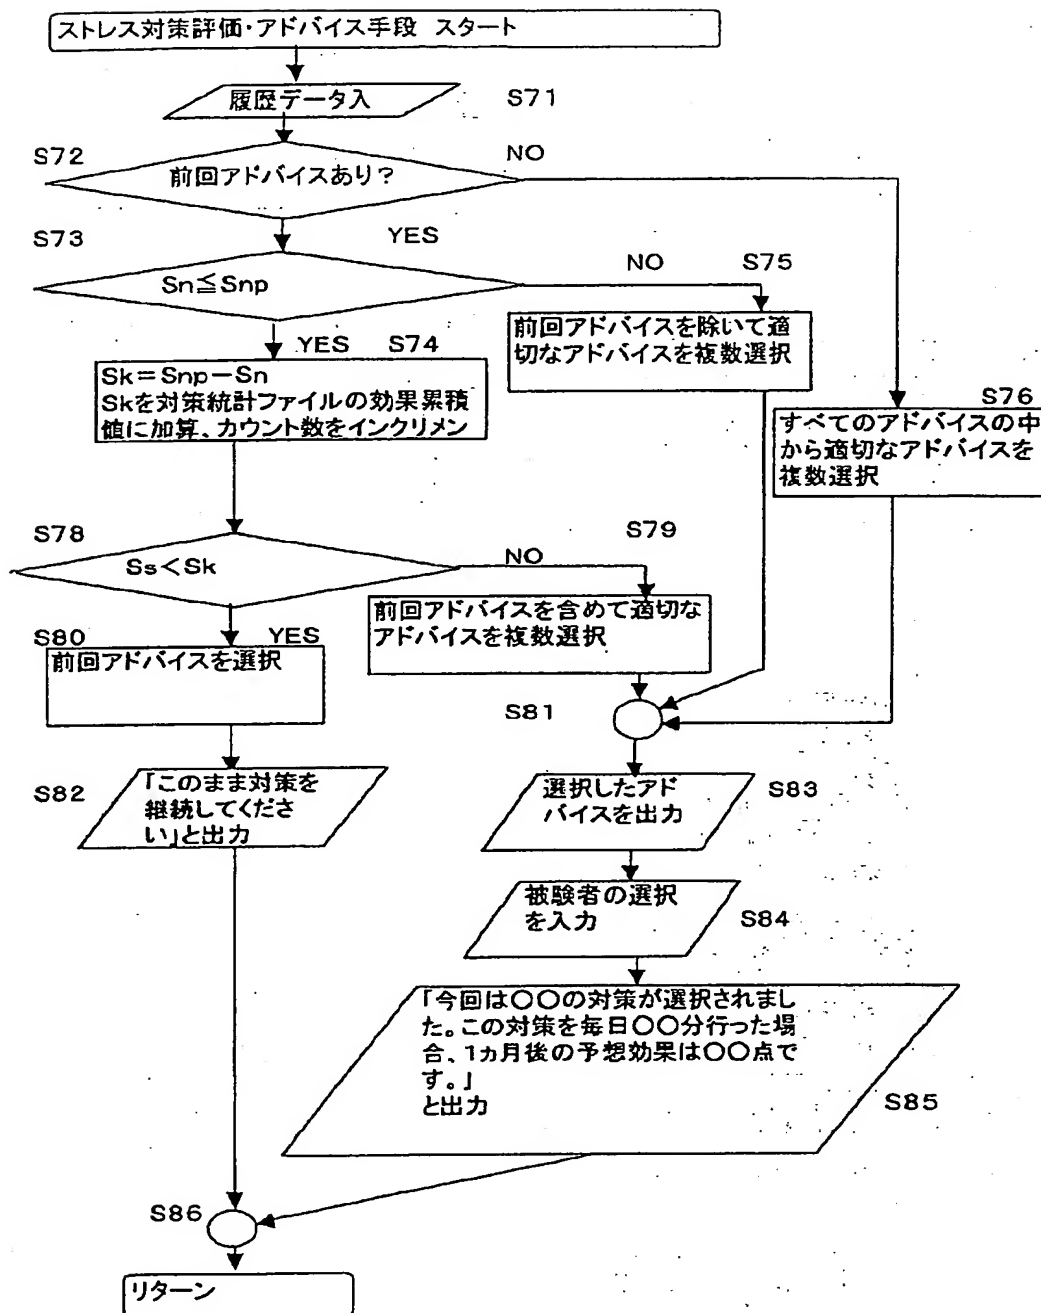 ストレス対策評価・アドバイス手段 スタート
履歴データ入
S71
S72
前回アドバイスあり?
NO
S73
YES
Sn≦Snp
NO
S75
前回アドバイスを除いて適
切なアドバイスを複数選択
YES
S74
Sk=Snp−Sn
Skを対策統計ファイルの効果累積
値に加算、カウント数をインクリメン
S76
すべてのアドバイスの中
から適切なアドバイスを
複数選択
S78
Ss<Sk
NO
S79
前回アドバイスを含めて適切な
アドバイスを複数選択
S80
YES
前回アドバイスを選択
S81
S82
「このまま対策を
継続してくださ
い」と出力
選択したアド
バイスを出力
S83
被験者の選択
を入力
S84
「今回は〇〇の対策が選択されまし
た。この対策を毎日〇〇分行った場
合、1ヵ月後の予想効果は〇〇点で
す。」
と出力
S85
S86
リターン